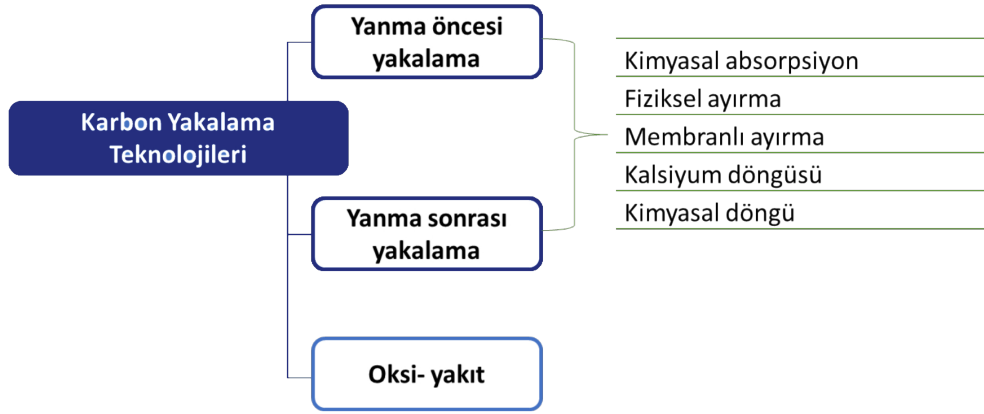 Karbon Yakalama
Teknolojileri
Yanma öncesi
yakalama
Yanma sonrası
yakalama
Oksi- yakıt
Kimyasal absorpsiyon
Fiziksel ayırma
Membranlı ayırma
Kalsiyum döngüsü
Kimyasal döngü